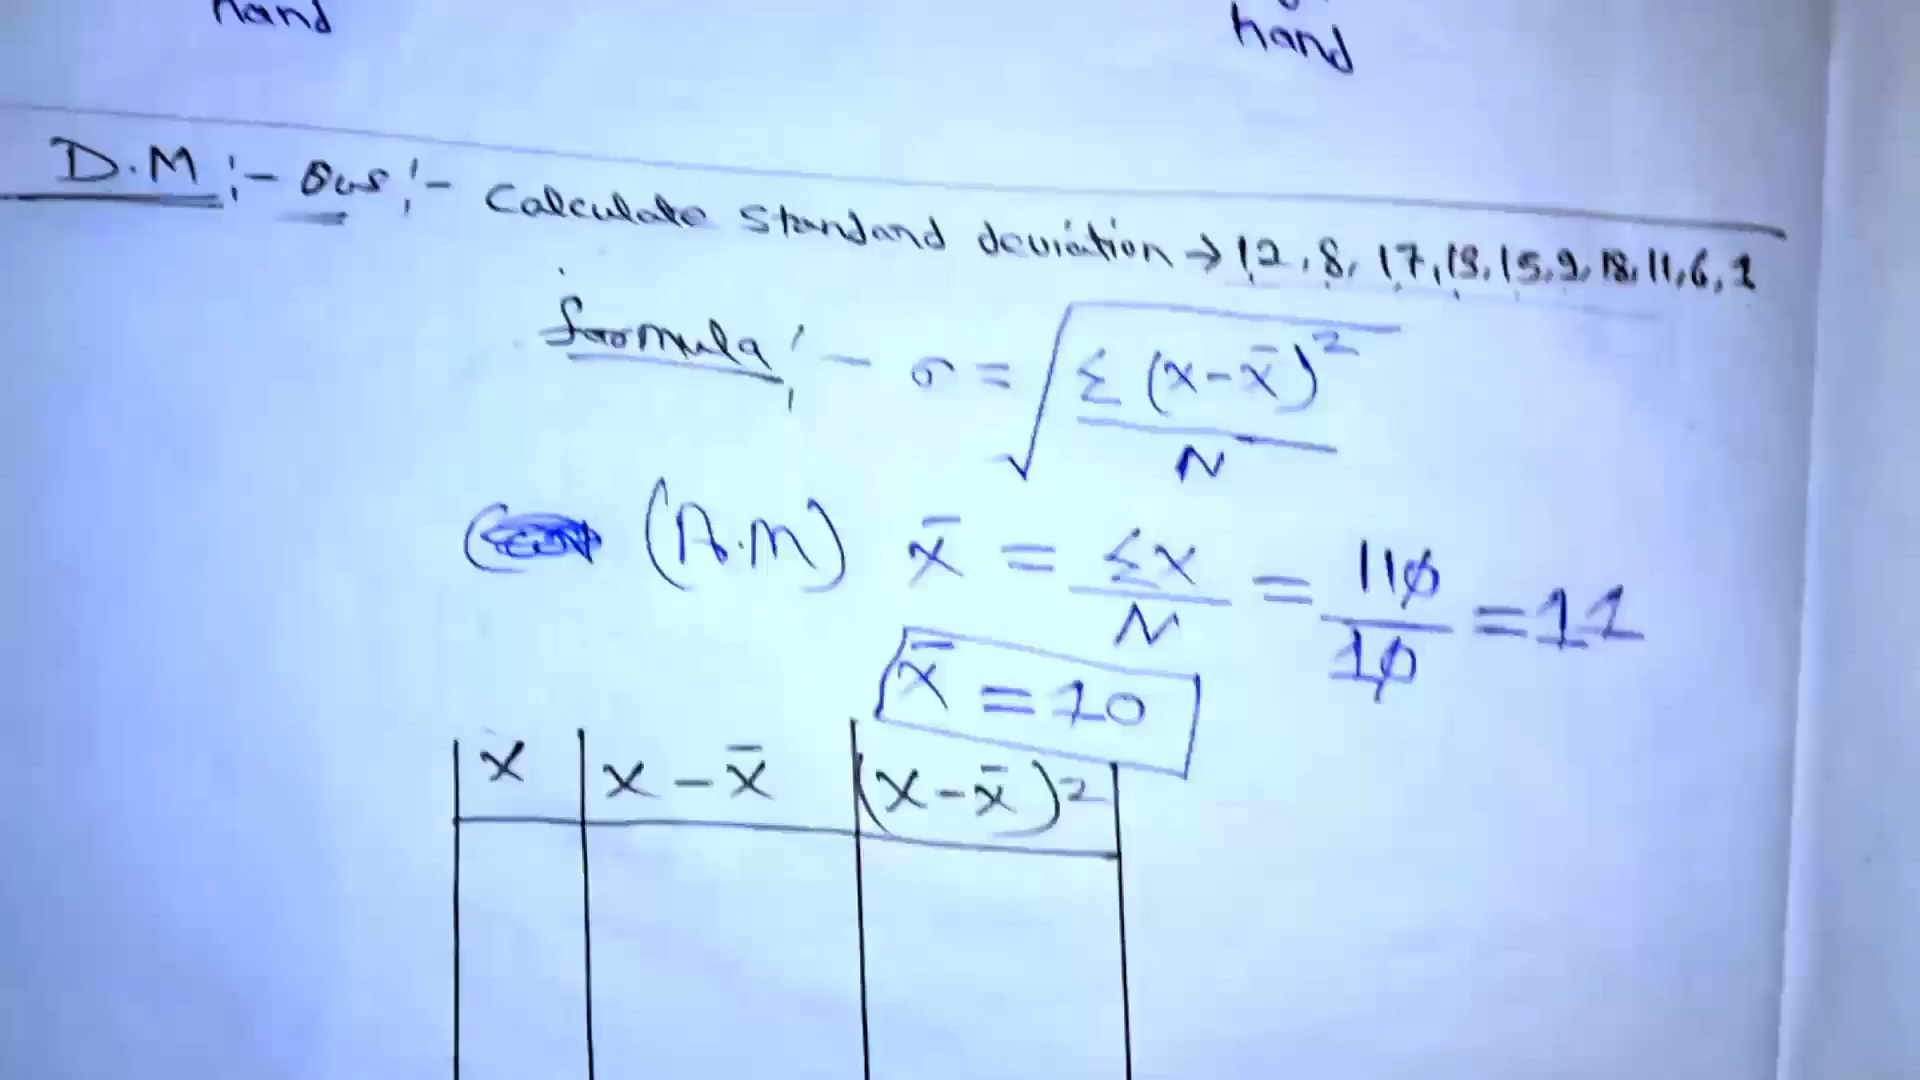 hand hand
D.M :- Ques :- Calculate standard deviation → 12, 8, 17, 13, 15, 9, 18, 11, 6, 1
formula :- σ = √(Σ (x-x̄)² / N)
(A.M) x̄ = Σx / N = 110 / 10 = 11
x̄ = 10
x | x - x̄ | (x - x̄)²